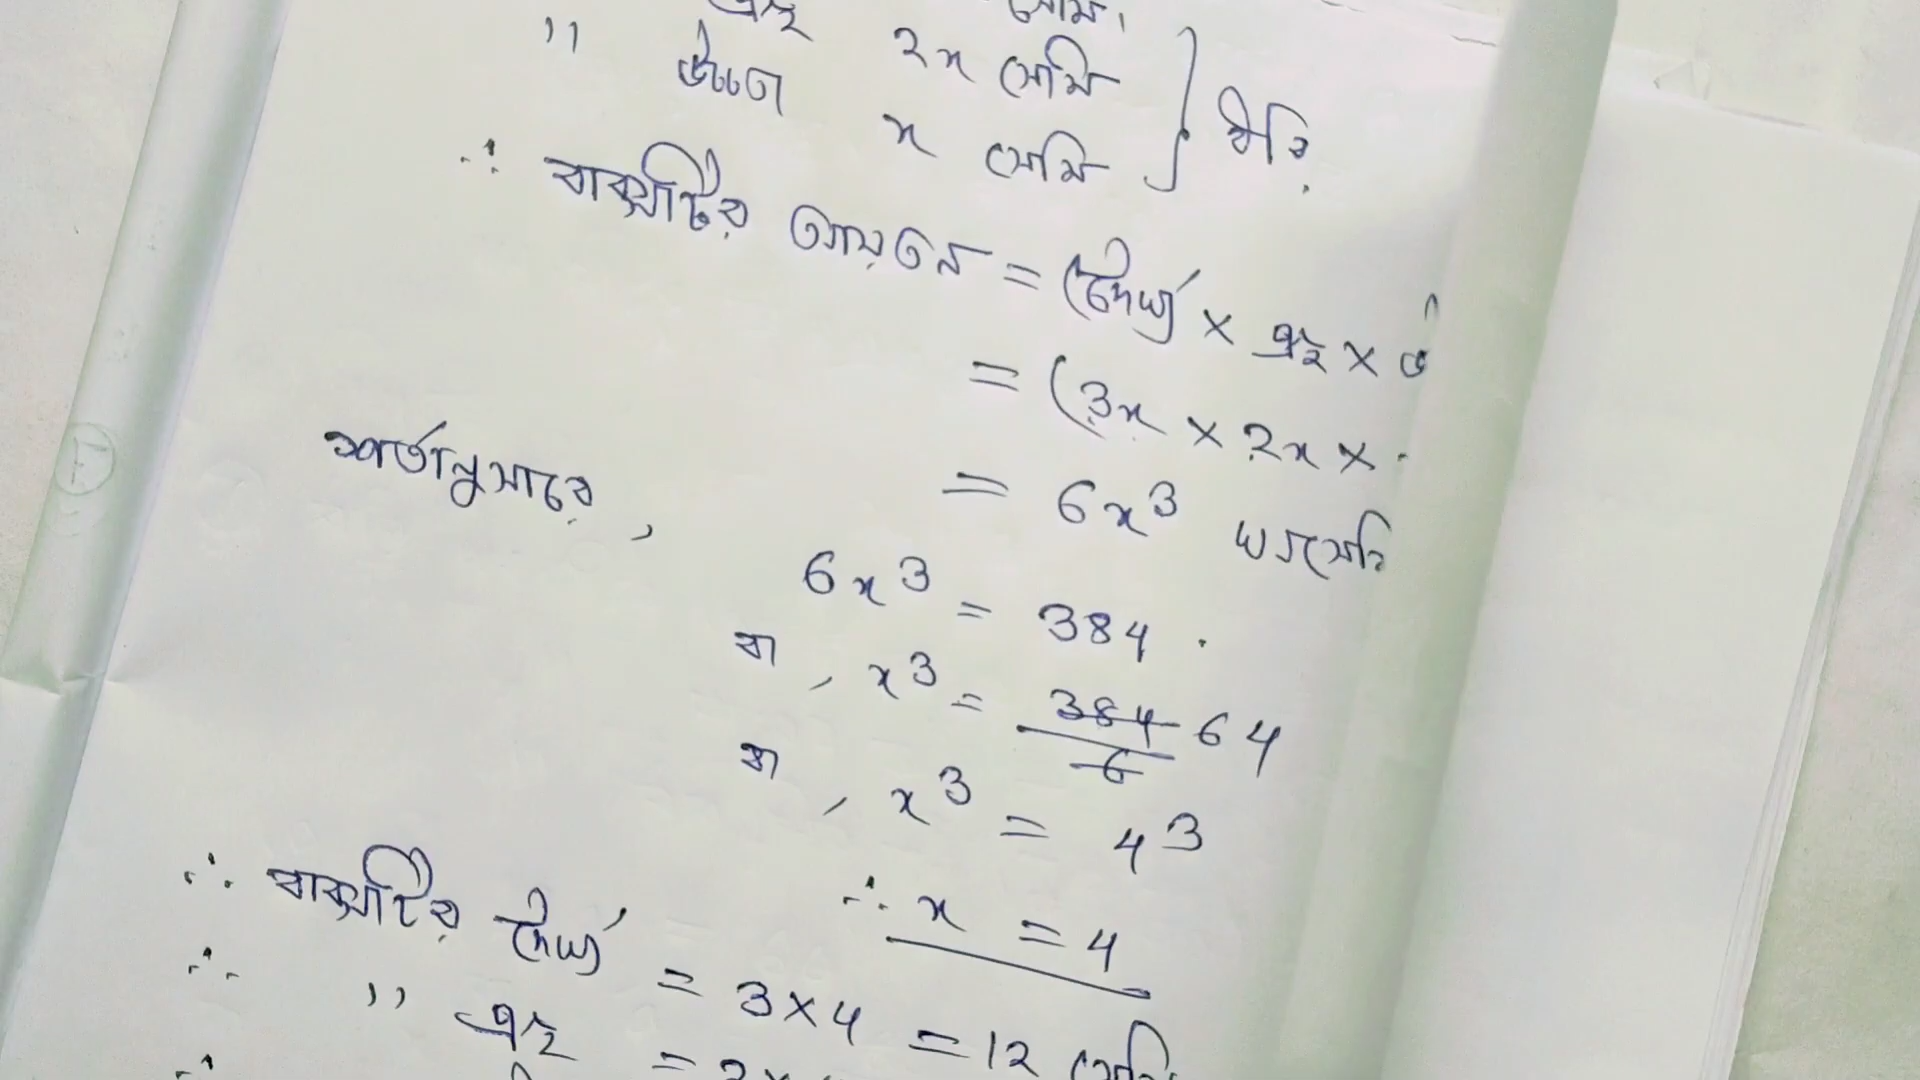 প্রস্থ 2x সেমি
" উচ্চতা x সেমি } ধরি
∴ বাক্সটির আয়তন = (দৈর্ঘ্য × প্রস্থ × উ
= (3x × 2x ×
= 6x³ ঘনসেমি
শর্তানুসারে,
6x³ = 384
বা, x³ = 384/6 64
বা, x³ = 4³
∴ x = 4
∴ বাক্সটির দৈর্ঘ্য = 3×4 = 12 সেমি
∴ " প্রস্থ = 2×